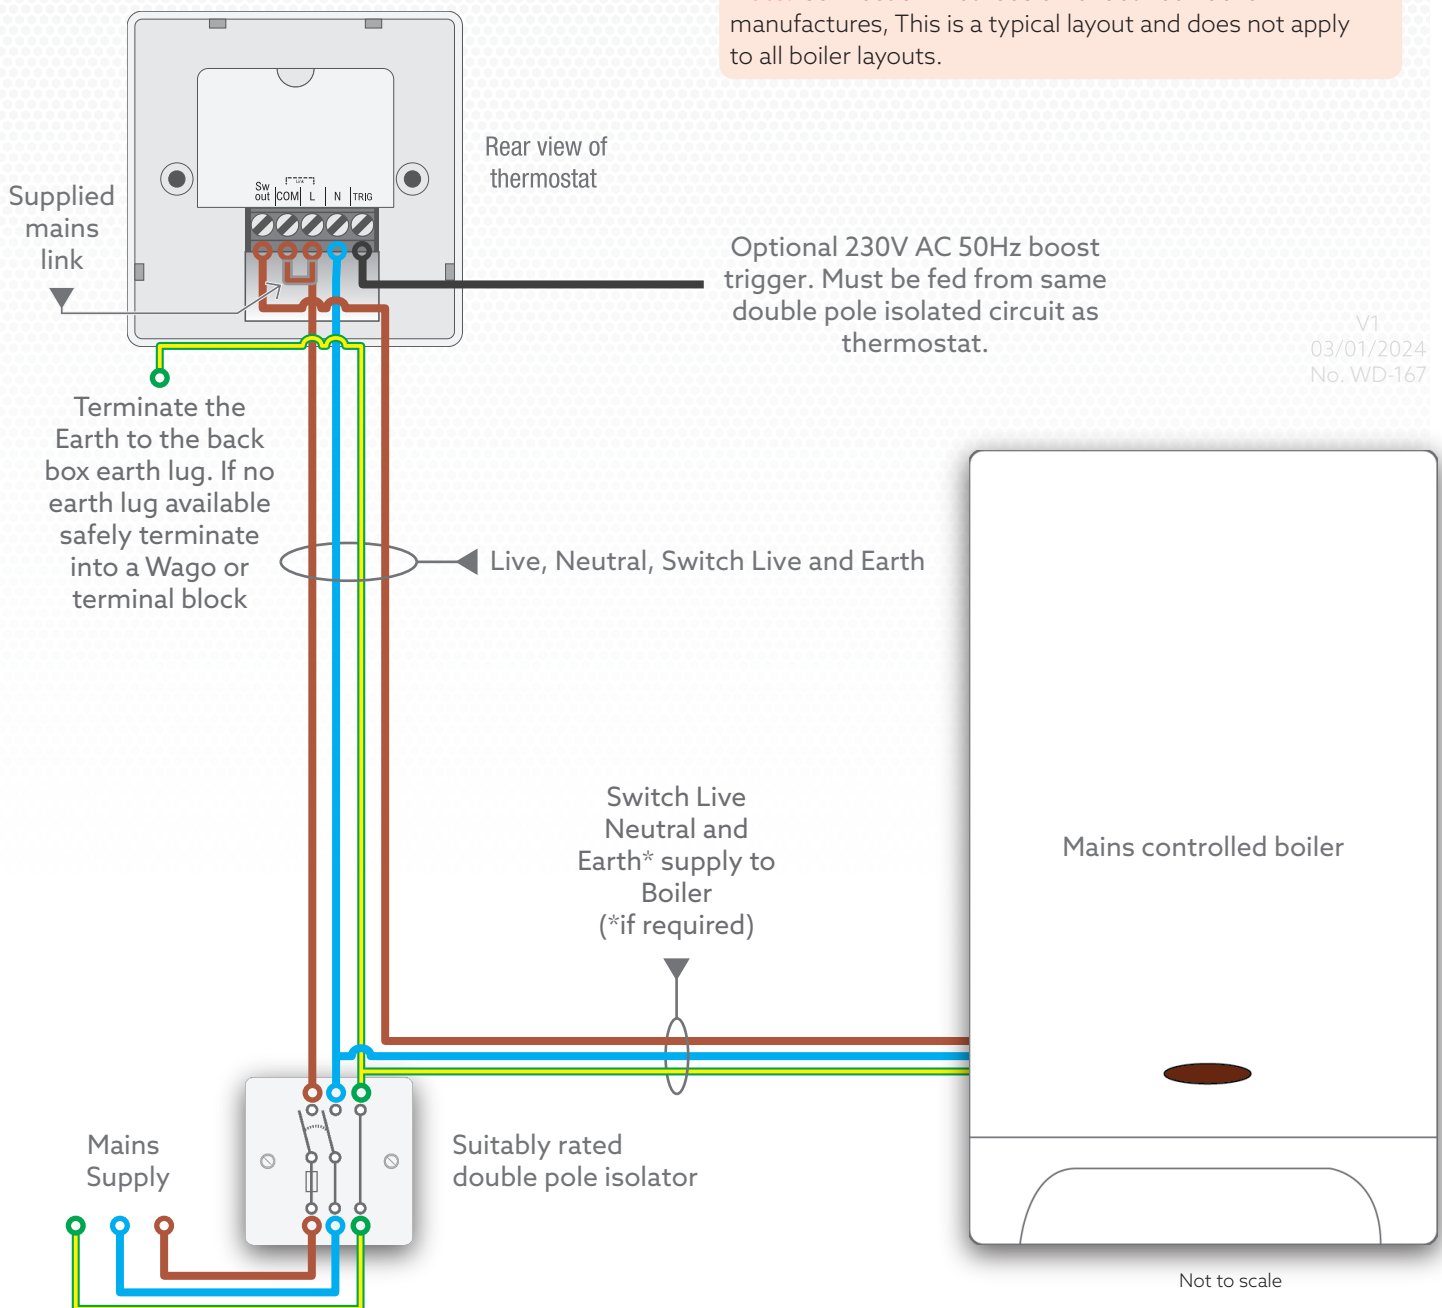 manufactures, This is a typical layout and does not apply
to all boiler layouts.
Rear view of
thermostat
Supplied
mains
link
Sw
out
COM
L
N
TRIG
Optional 230V AC 50Hz boost
trigger. Must be fed from same
double pole isolated circuit as
thermostat.
V1
03/01/2024
No. WD-167
Terminate the
Earth to the back
box earth lug. If no
earth lug available
safely terminate
into a Wago or
terminal block
Live, Neutral, Switch Live and Earth
Switch Live
Neutral and
Earth* supply to
Boiler
(*if required)
Mains controlled boiler
Mains
Supply
Suitably rated
double pole isolator
Not to scale